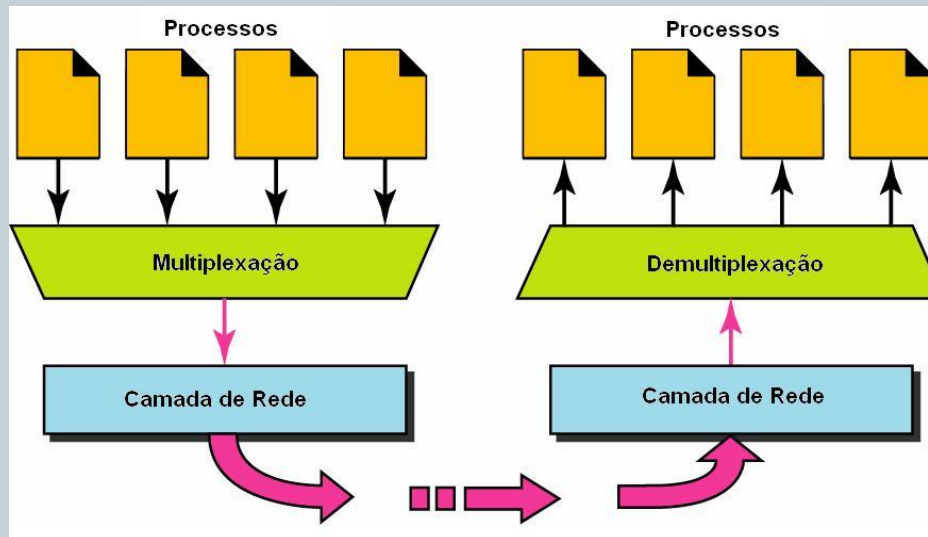 Processos
Processos
Multiplexação
Demultiplexação
Camada de Rede
Camada de Rede